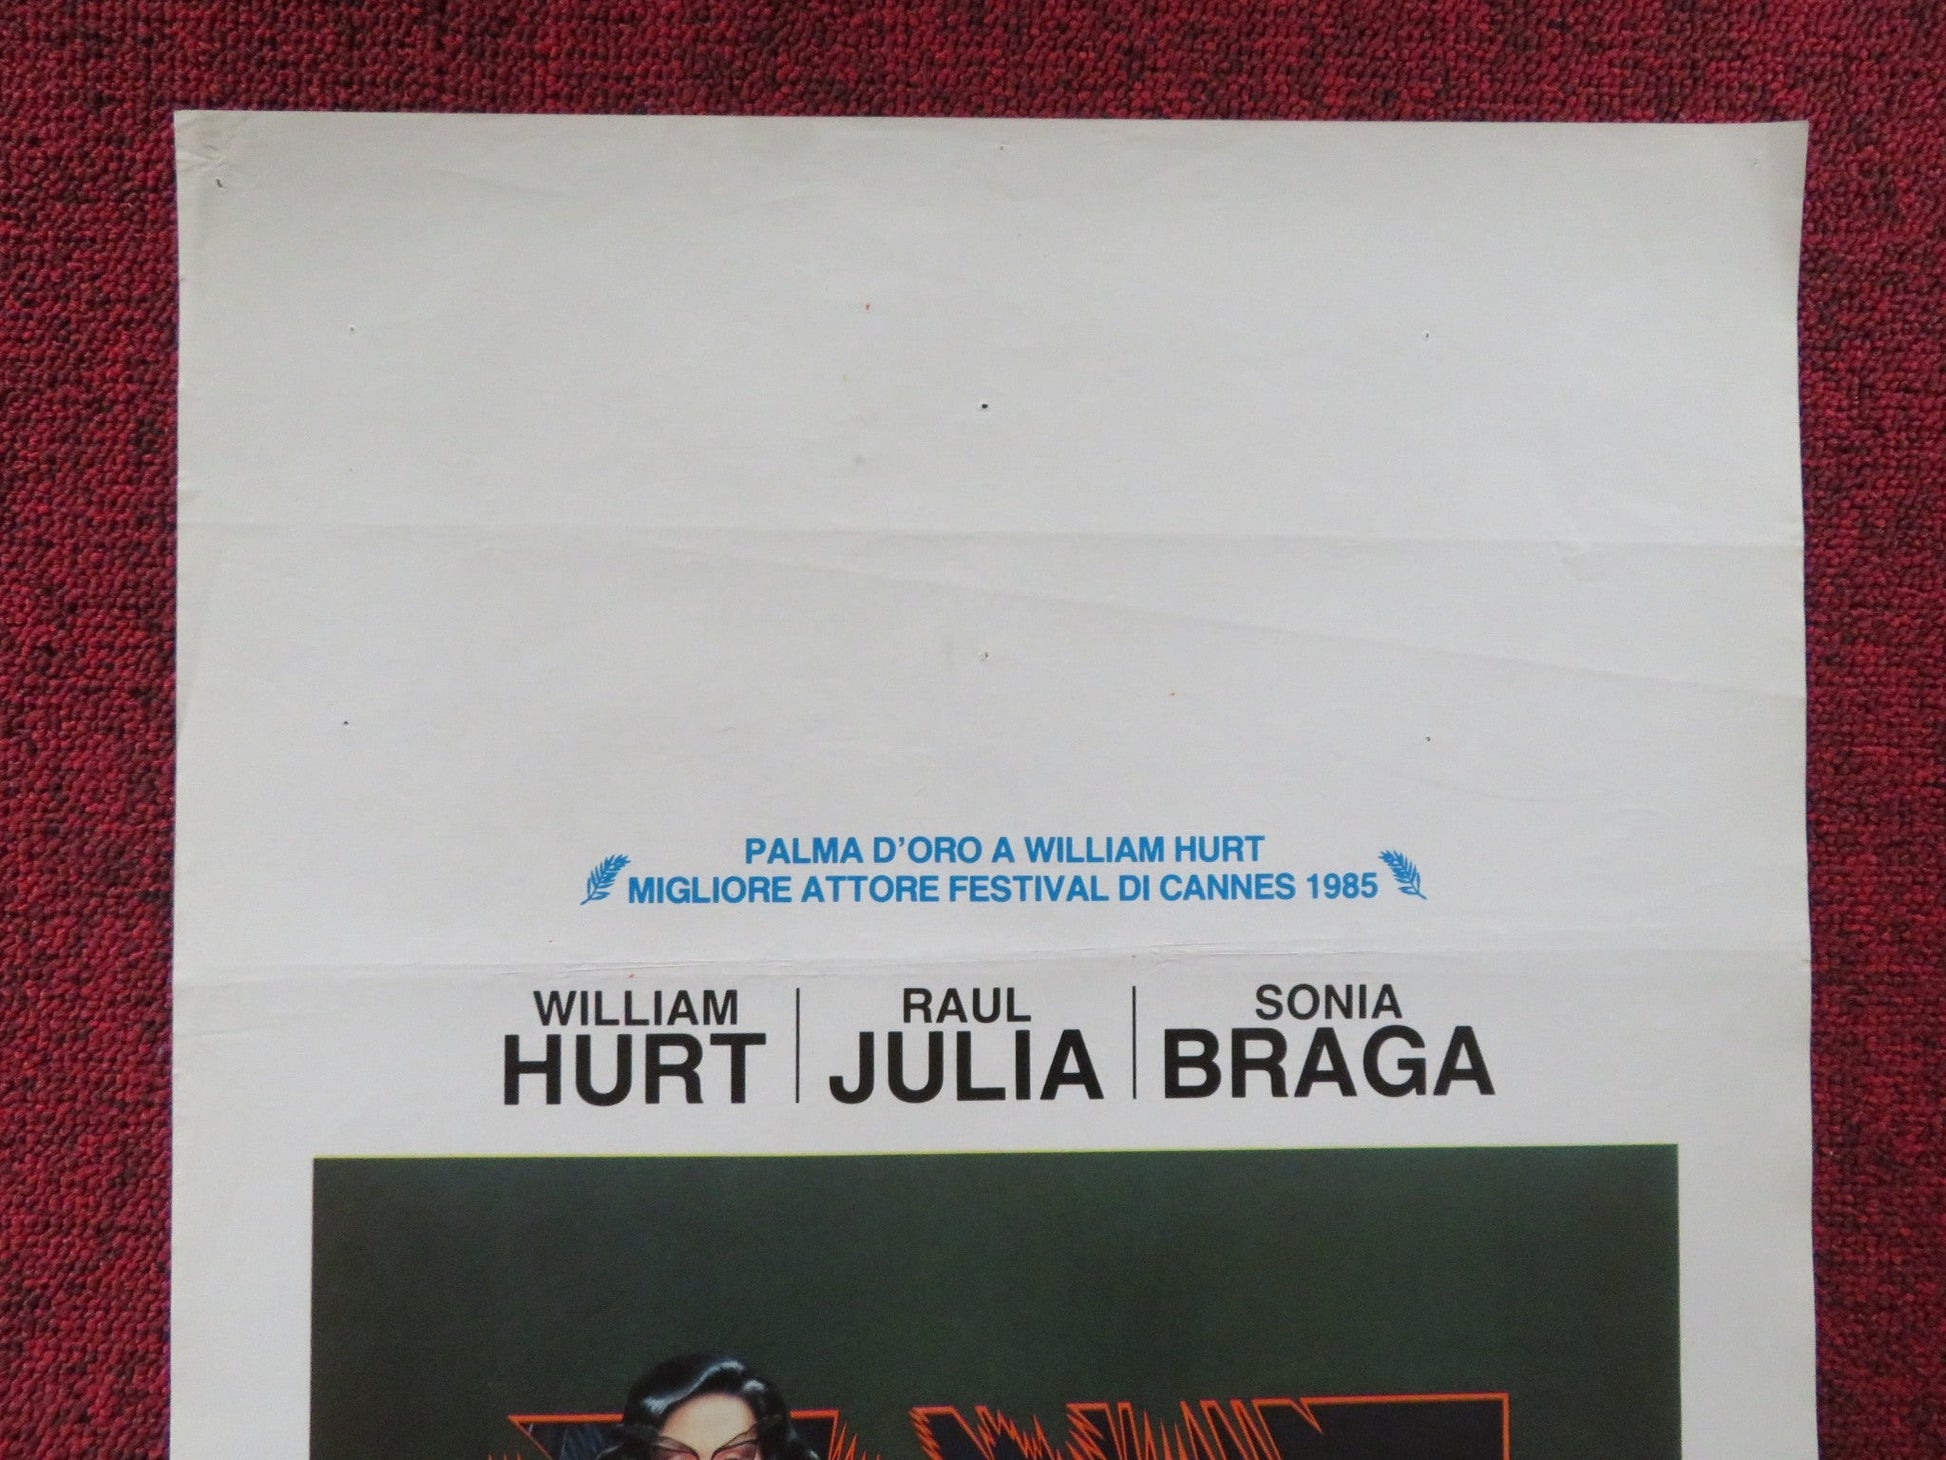 PALMA D'ORO A WILLIAM HURT
MIGLIORE ATTORE FESTIVAL DI CANNES 1985
WILLIAM HURT
RAUL JULIA
SONIA BRAGA